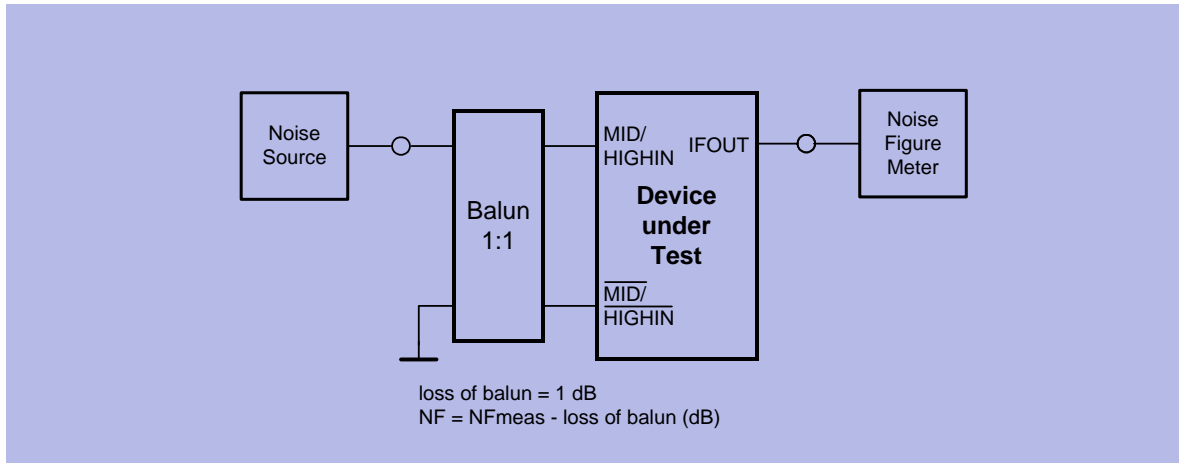 Noise
Source
Balun
1:1
MID/
HIGHIN
IFOUT
Device
under
Test
MID/
HIGHIN
Noise
Figure
Meter
loss of balun = 1 dB
NF = NFmeas - loss of balun (dB)